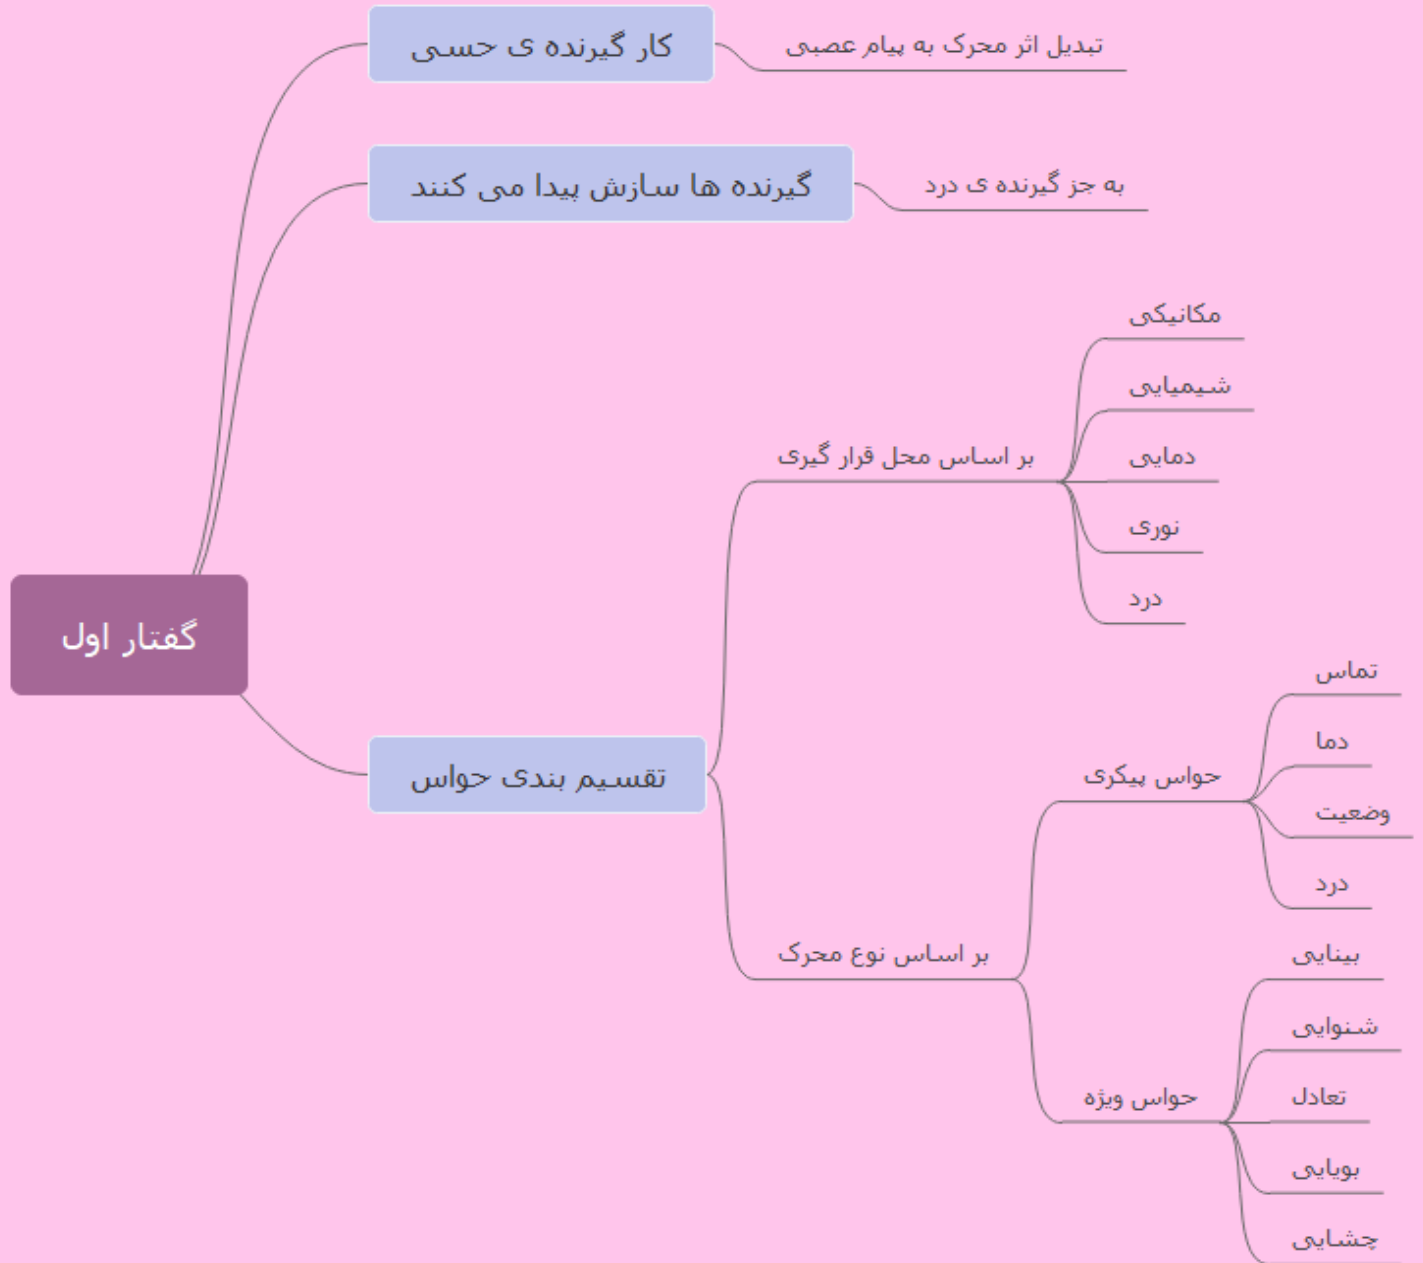 گفتار اول
کار گیرنده ی حسی
تبدیل اثر محرک به پیام عصبی
گیرنده ها سازش پیدا می کنند
به جز گیرنده ی درد
تقسیم بندی حواس
بر اساس محل قرار گیری
مکانیکی
شیمیایی
دمایی
نوری
درد
بر اساس نوع محرک
حواس پیکری
تماس
دما
وضعیت
درد
حواس ویژه
بینایی
شنوایی
تعادل
بویایی
چشایی